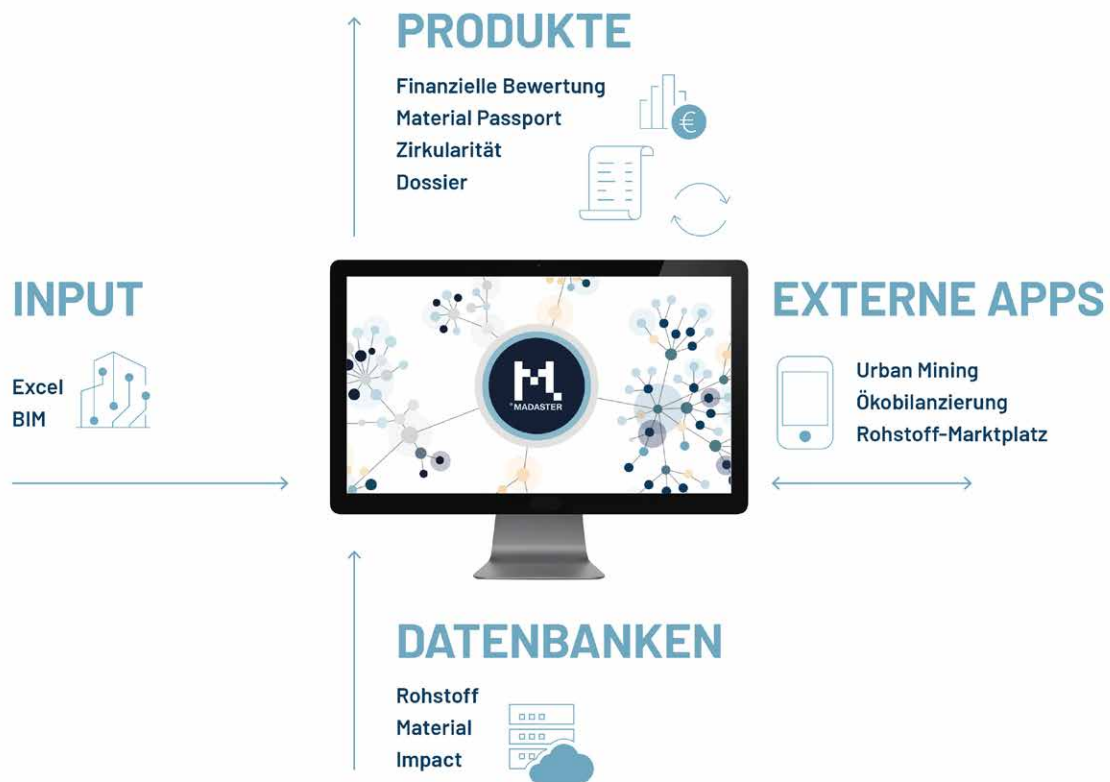 PRODUKTE
Finanzielle Bewertung
Material Passport
Zirkularität
Dossier
€
INPUT
Excel
BIM
M.
MADASTER
EXTERNE APPS
Urban Mining
Ökobilanzierung
Rohstoff-Marktplatz
DATENBANKEN
Rohstoff
Material
Impact